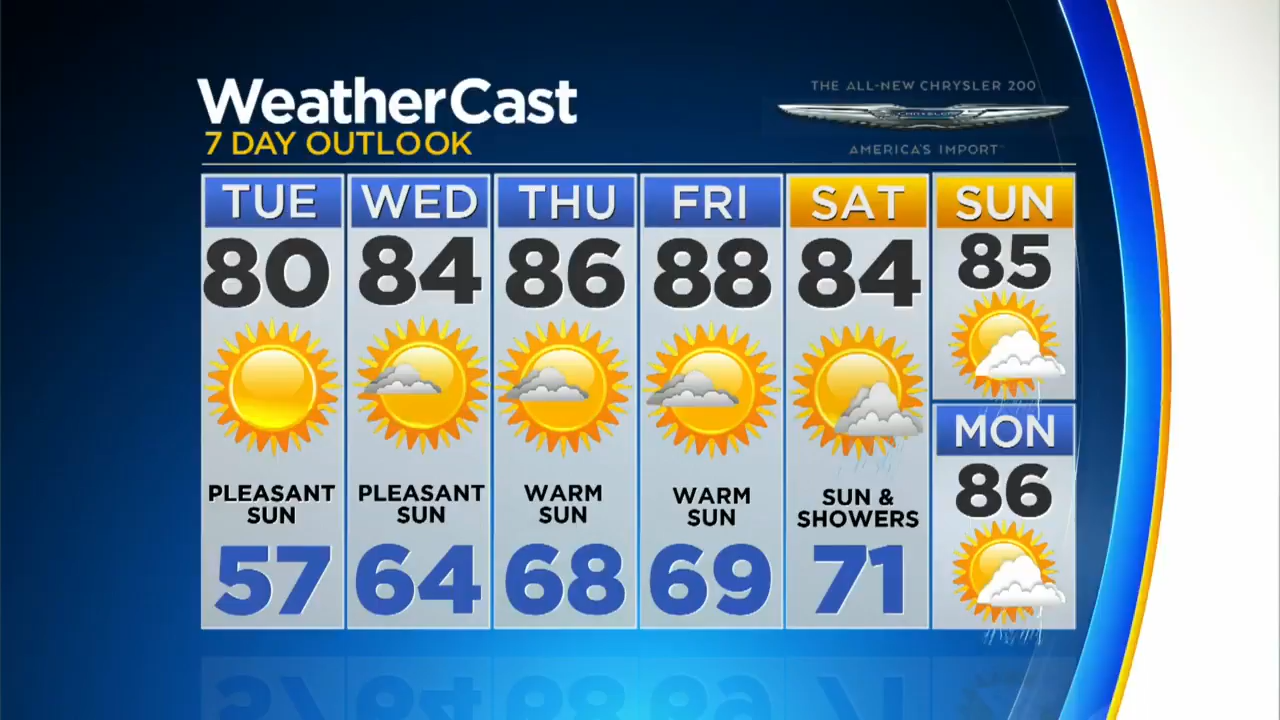 WeatherCast
7 DAY OUTLOOK
THE ALL-NEW CHRYSLER 200
CHRYSLER
AMERICA'S IMPORT™
TUE
80
PLEASANT
SUN
57
WED
84
PLEASANT
SUN
64
THU
86
WARM
SUN
68
FRI
88
WARM
SUN
69
SAT
84
SUN &
SHOWERS
71
SUN
85
MON
86